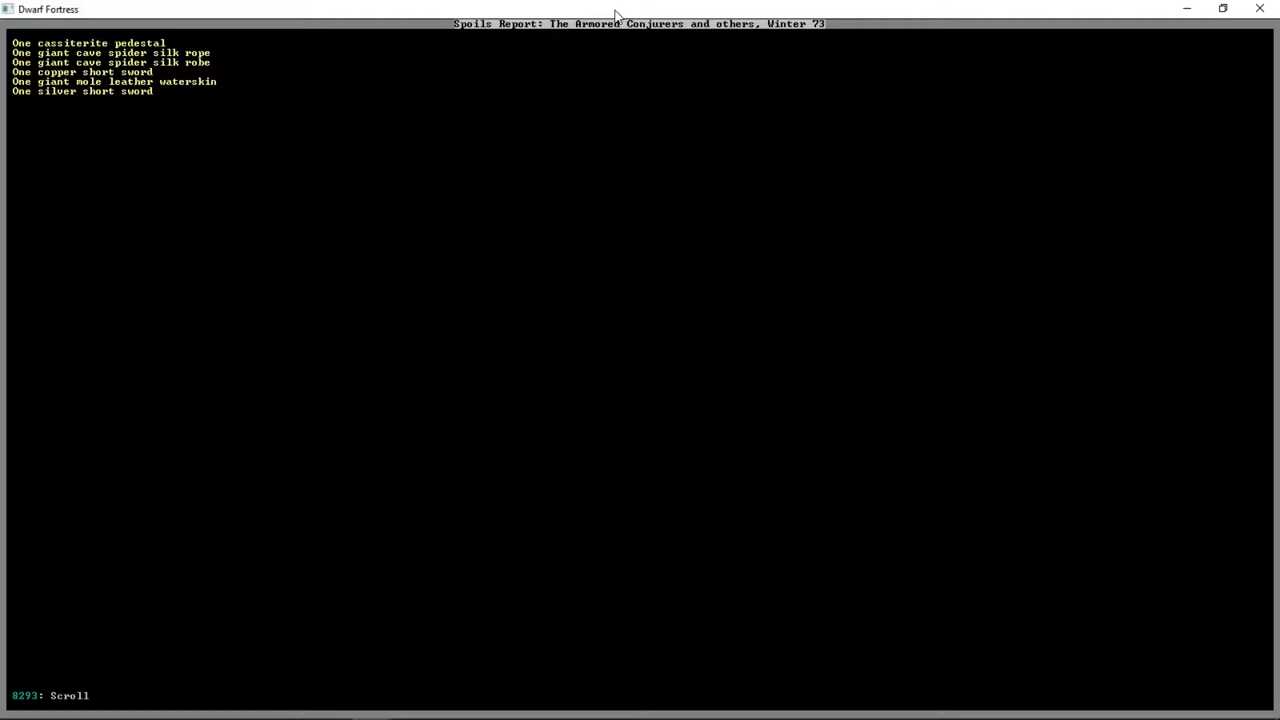 Dwarf Fortress
Spoils Report: The Armored Conjurers and others, Winter 73
One cassiterite pedestal
One giant cave spider silk rope
One giant cave spider silk robe
One copper short sword
One giant mole leather waterskin
One silver short sword
8293: Scroll